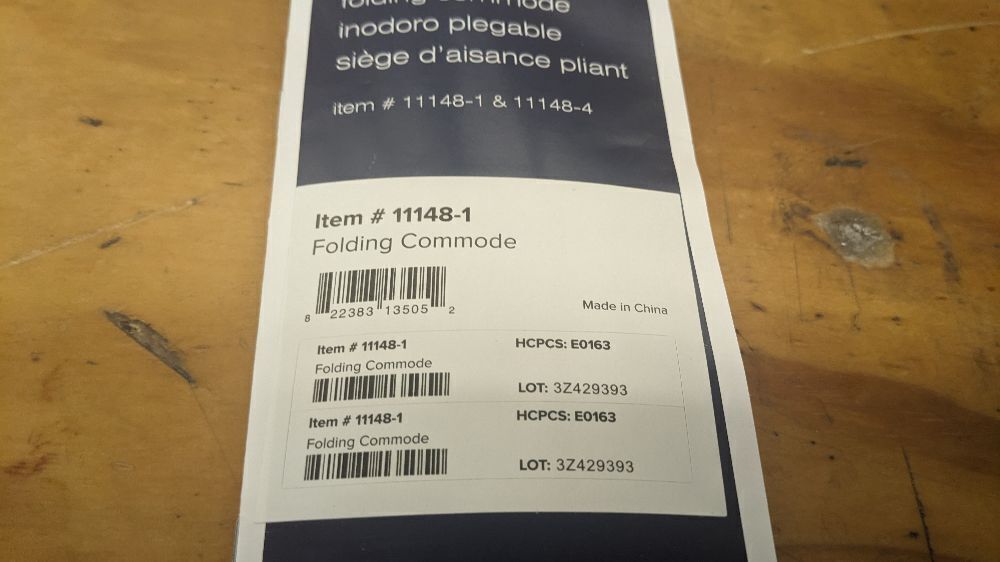 folding commode
inodoro plegable
siège d'aisance pliant
item # 11148-1 & 11148-4
Item # 11148-1
Folding Commode
8 22383 13505 2
Made in China
Item # 11148-1
HCPCS: E0163
Folding Commode
LOT: 3Z429393
Item # 11148-1
HCPCS: E0163
Folding Commode
LOT: 3Z429393